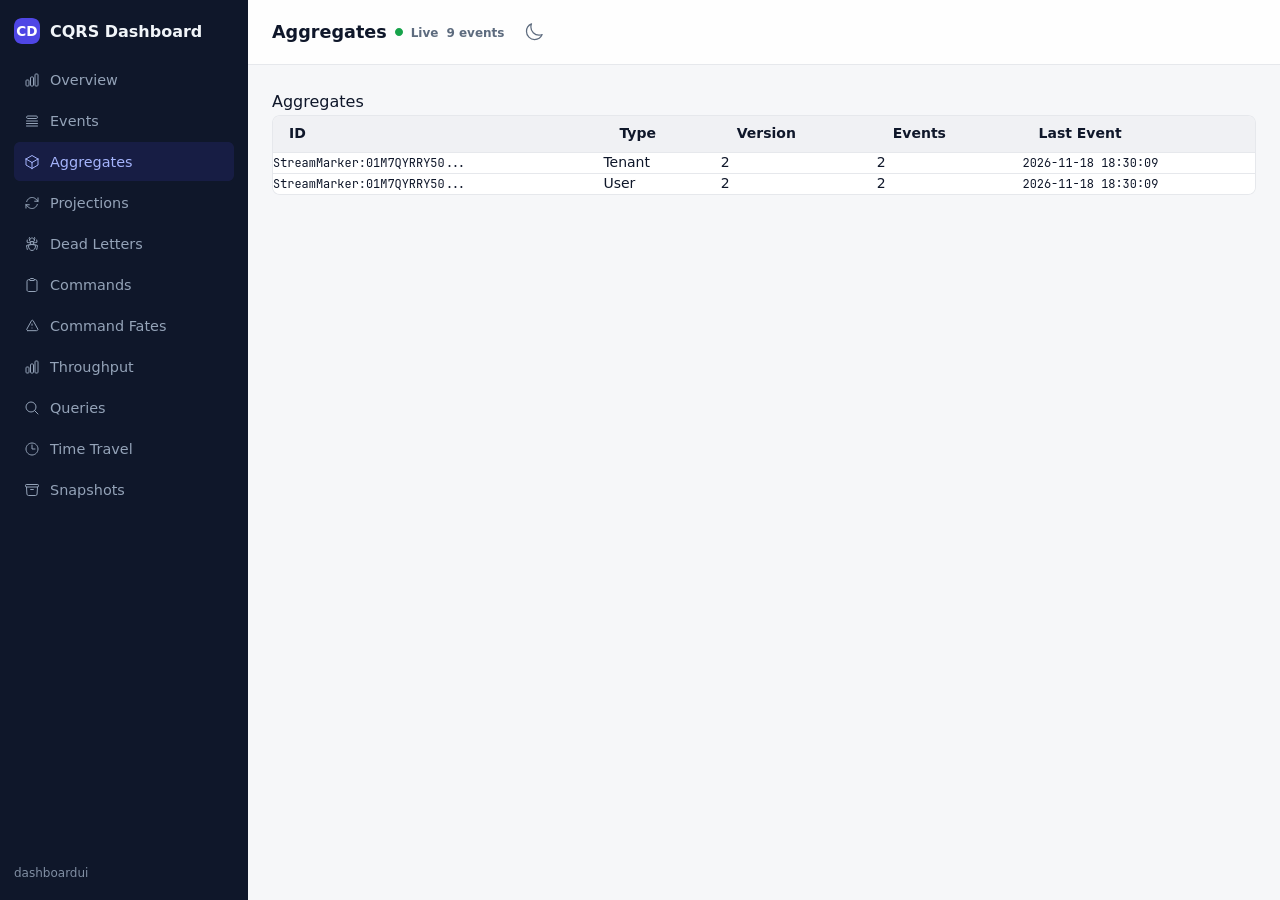 CD CQRS Dashboard
Overview
Events
Aggregates
Projections
Dead Letters
Commands
Command Fates
Throughput
Queries
Time Travel
Snapshots
dashboardui
Aggregates Live 9 events
Aggregates
ID Type Version Events Last Event
StreamMarker:01M7QYRRY50... Tenant 2 2 2026-11-18 18:30:09
StreamMarker:01M7QYRRY50... User 2 2 2026-11-18 18:30:09